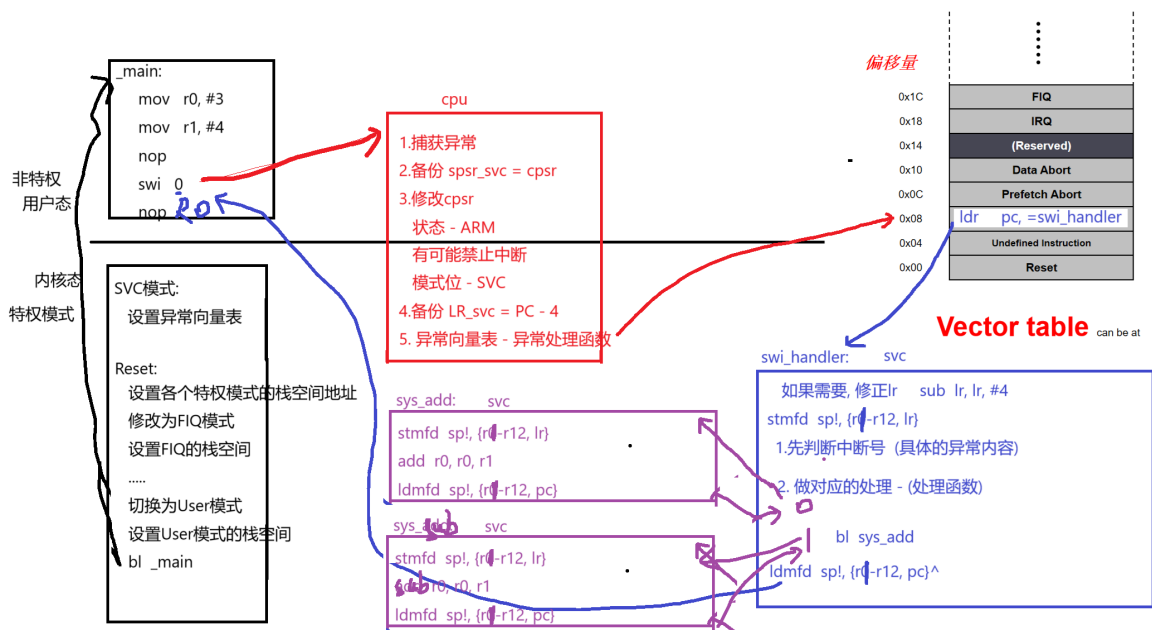 _main:
mov r0, #3
mov r1, #4
nop
swi 0
nop
非特权
用户态
内核态
特权模式
SVC模式:
设置异常向量表
Reset:
设置各个特权模式的栈空间地址
修改为FIQ模式
设置FIQ的栈空间
.....
切换为User模式
设置User模式的栈空间
bl _main
cpu
1.捕获异常
2.备份 spsr_svc = cpsr
3.修改cpsr
状态 - ARM
有可能禁止中断
模式位 - SVC
4.备份 LR_svc = PC - 4
5. 异常向量表 - 异常处理函数
偏移量
0x1C FIQ
0x18 IRQ
0x14 (Reserved)
0x10 Data Abort
0x0C Prefetch Abort
0x08 ldr pc, =swi_handler
0x04 Undefined Instruction
0x00 Reset
Vector table can be at
sys_add: svc
stmfd sp!, {r1-r12, lr}
add r0, r0, r1
ldmfd sp!, {r1-r12, pc}
sys_sub svc
stmfd sp!, {r1-r12, lr}
sub r0, r0, r1
ldmfd sp!, {r1-r12, pc}
swi_handler: svc
如果需要, 修正lr sub lr, lr, #4
stmfd sp!, {r1-r12, lr}
1.先判断中断号 (具体的异常内容)
2. 做对应的处理 - (处理函数)
0
1 bl sys_add
ldmfd sp!, {r1-r12, pc}^